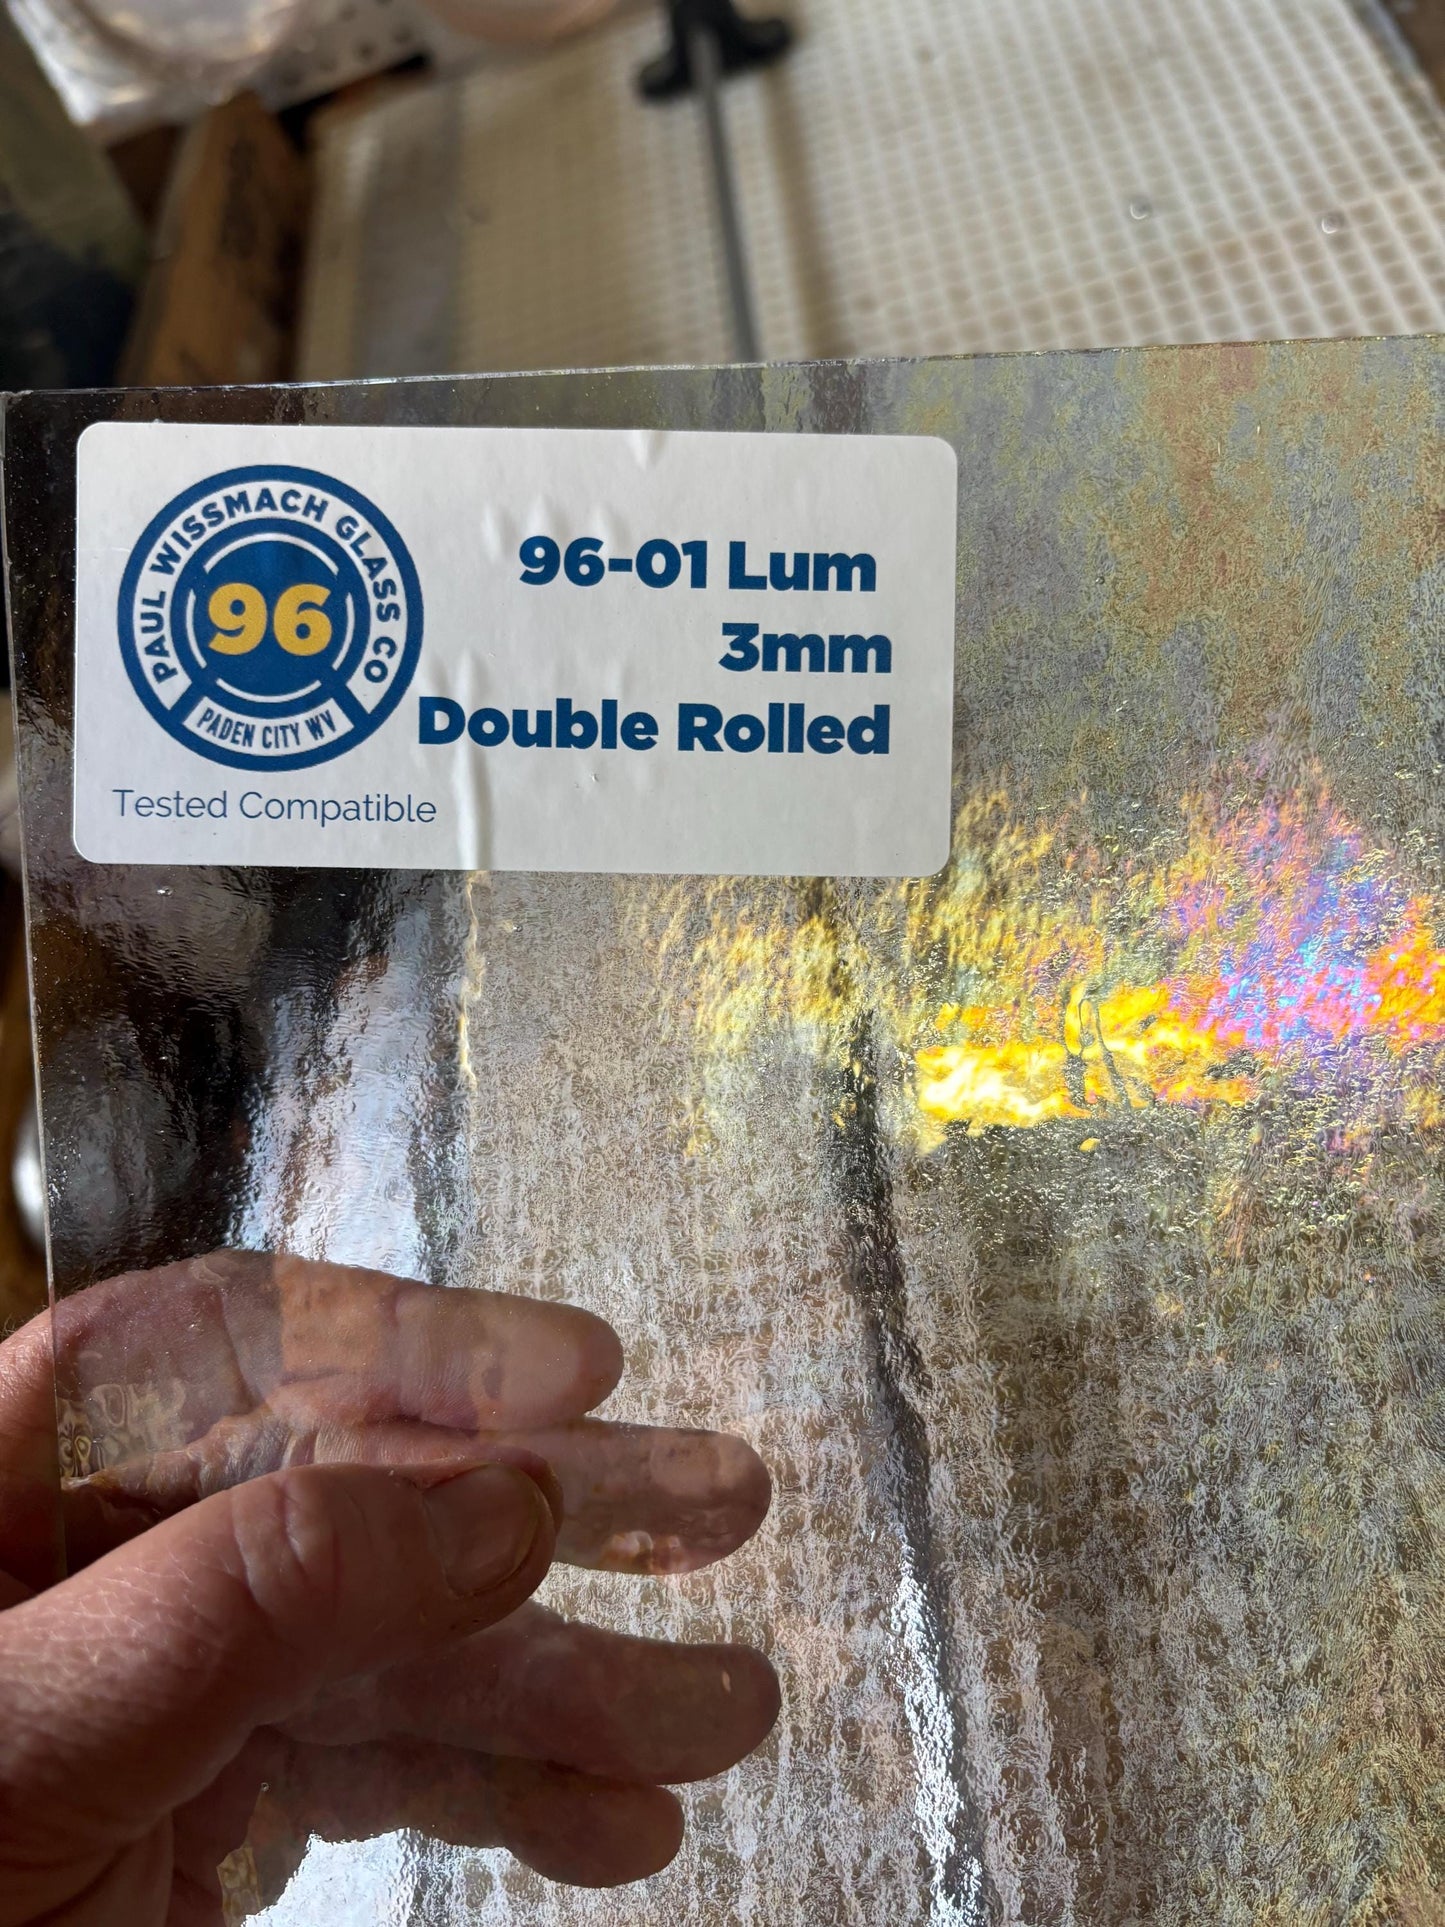 PAUL WISSMACH GLASS CO
96
PADEN CITY WV
96-01 Lum
3mm
Double Rolled
Tested Compatible